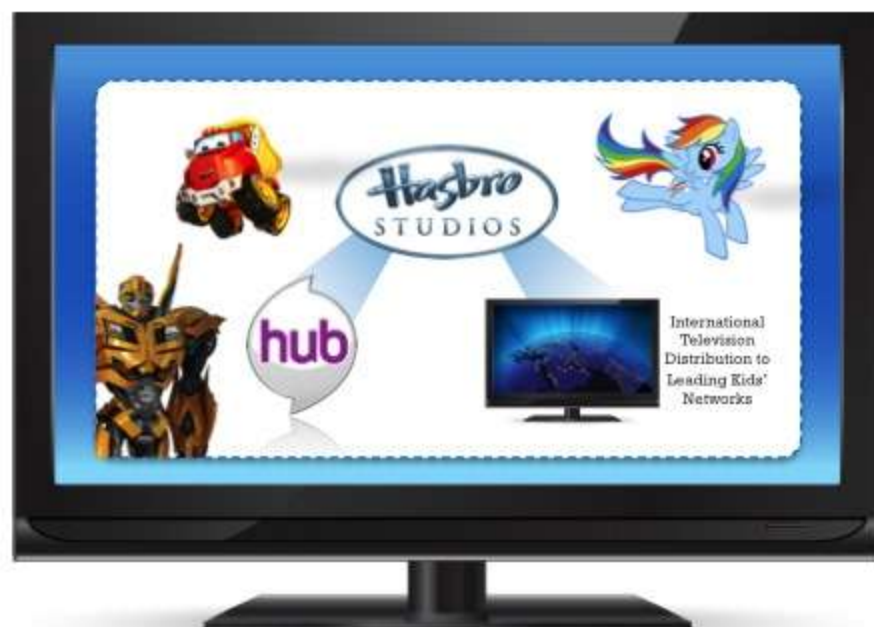 Hasbro
STUDIOS
hub
International
Television
Distribution to
Leading Kids'
Networks